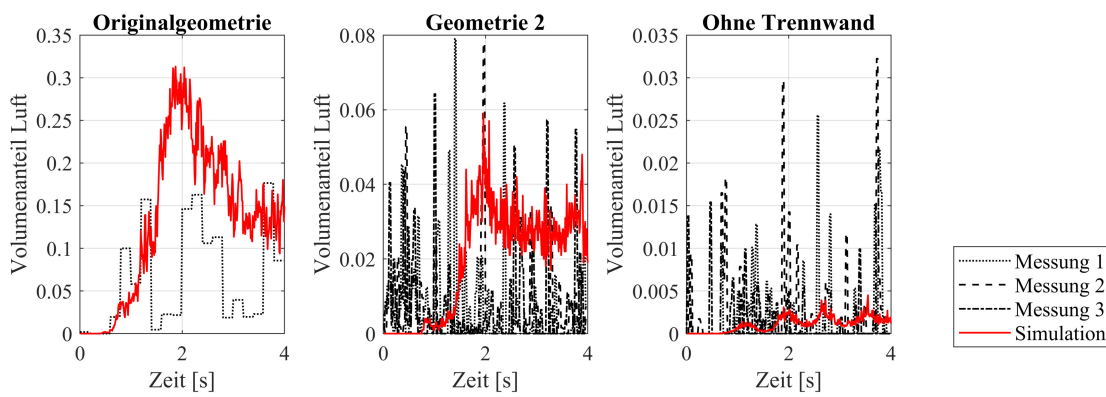 Originalgeometrie
Volumenanteil Luft
0.35
0.3
0.25
0.2
0.15
0.1
0.05
0
0 2 4
Zeit [s]
Geometrie 2
Volumenanteil Luft
0.08
0.06
0.04
0.02
0
0 2 4
Zeit [s]
Ohne Trennwand
Volumenanteil Luft
0.035
0.03
0.025
0.02
0.015
0.01
0.005
0
0 2 4
Zeit [s]
Messung 1
Messung 2
Messung 3
Simulation